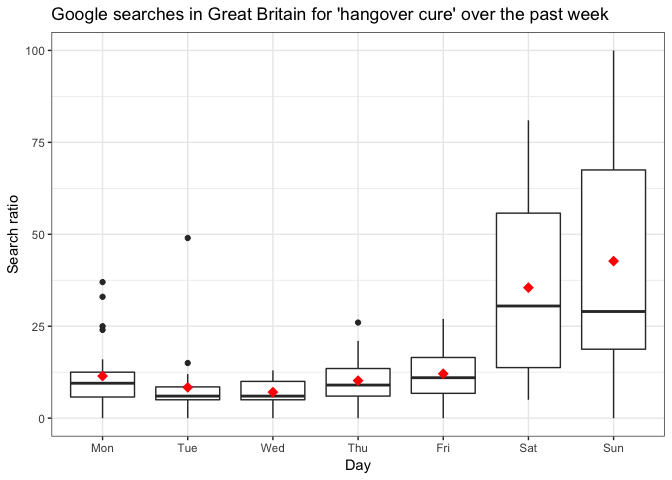 Google searches in Great Britain for 'hangover cure' over the past week
100
75
50
25
0
Search ratio
Mon Tue Wed Thu Fri Sat Sun
Day